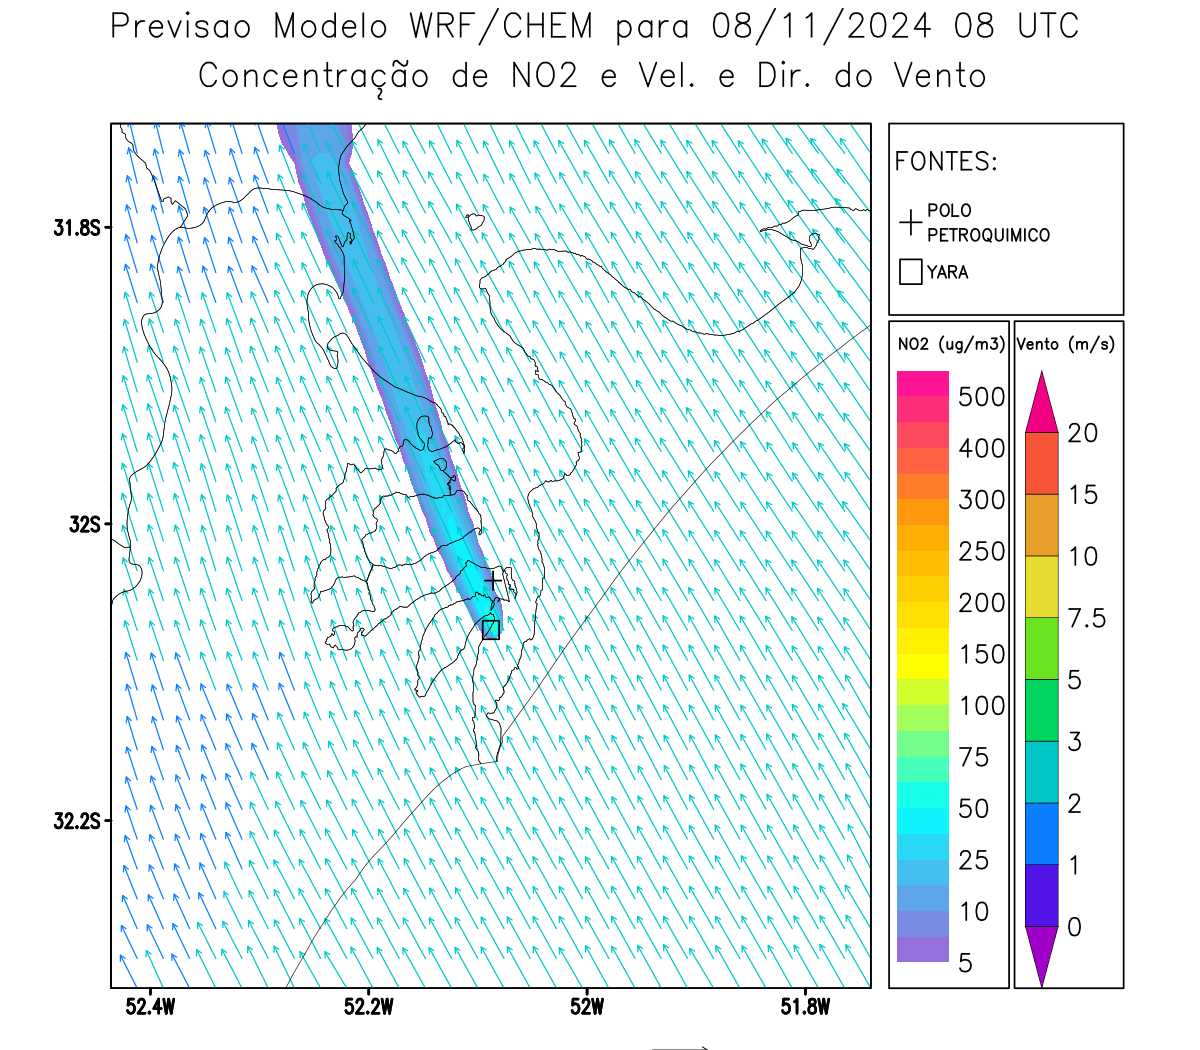 Previsao Modelo WRF/CHEM para 08/11/2024 08 UTC
Concentração de NO2 e Vel. e Dir. do Vento
FONTES:
POLO
PETROQUIMICO
YARA
NO2 (ug/m3)
500
400
300
250
200
150
100
75
50
25
10
5
Vento (m/s)
20
15
10
7.5
5
3
2
1
0
31.8S
32S
32.2S
52.4W
52.2W
52W
51.8W